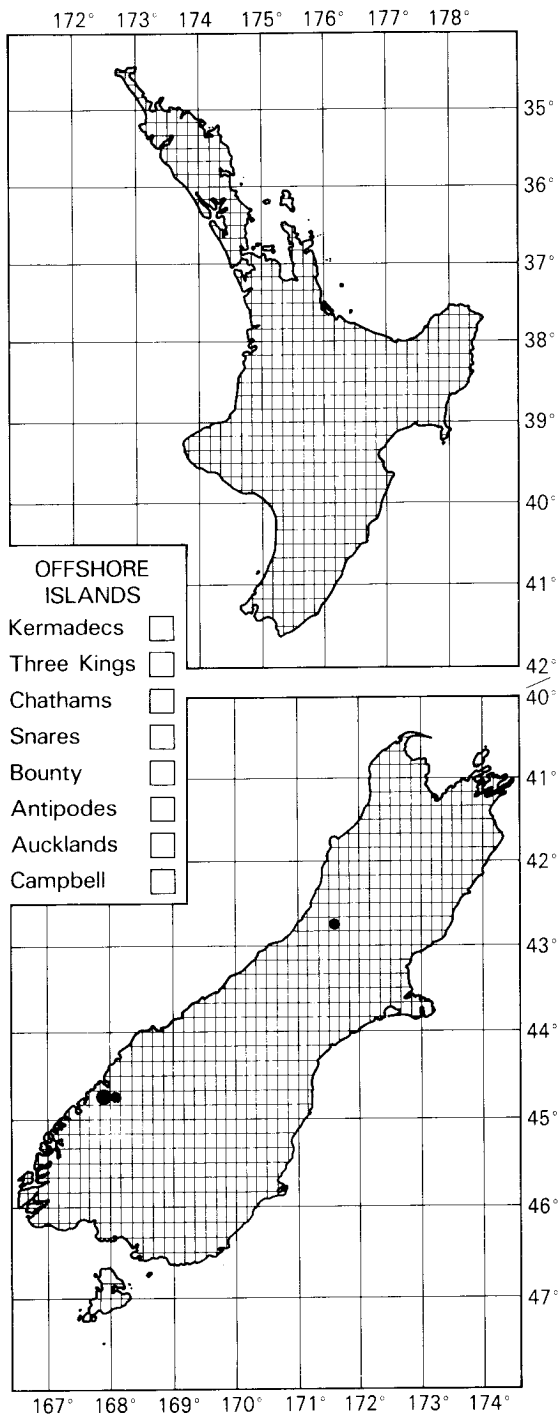 172° 173° 174° 175° 176° 177° 178°
35°
36°
37°
38°
39°
40°
41°
42°
OFFSHORE
ISLANDS
Kermadecs
Three Kings
Chathams
Snares
Bounty
Antipodes
Aucklands
Campbell
40°
41°
42°
43°
44°
45°
46°
47°
167° 168° 169° 170° 171° 172° 173° 174°